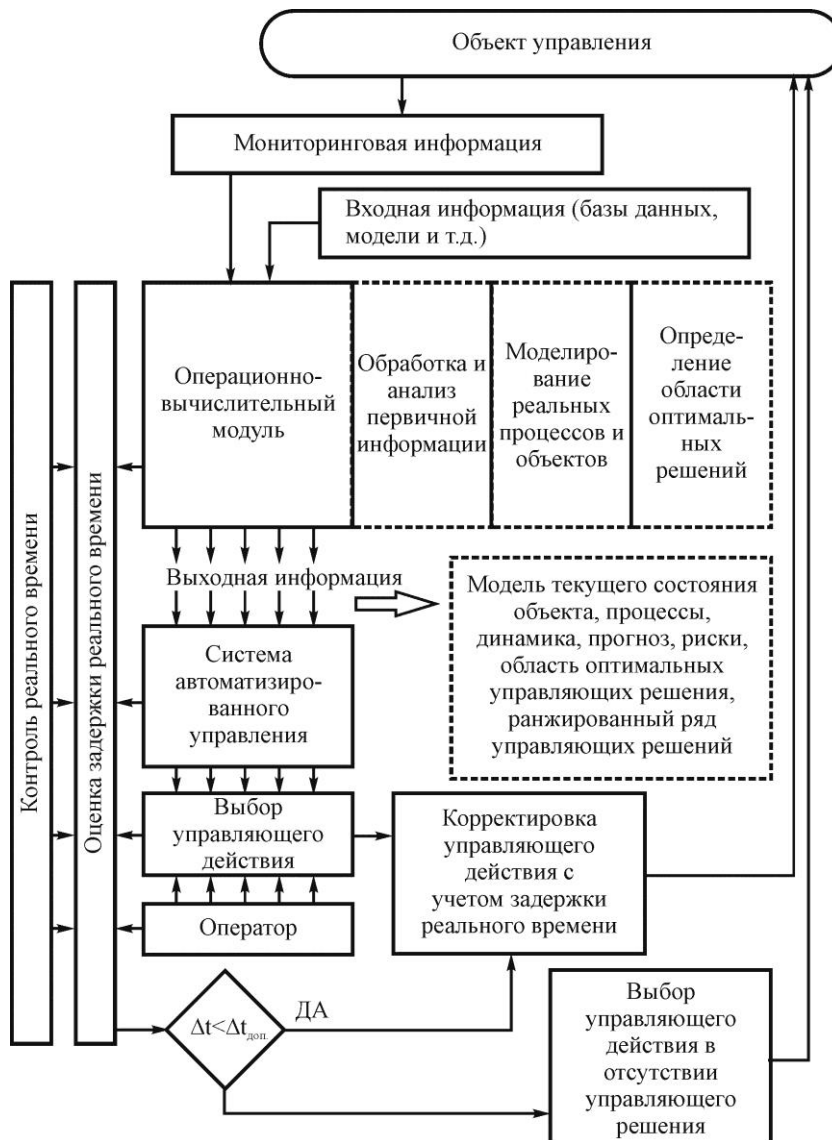 Объект управления
Мониторинговая информация
Входная информация (базы данных,
модели и т.д.)
Контроль реального времени
Оценка задержки реального времени
Операционно-
вычислительный
модуль
Обработка и
анализ
первичной
информации
Моделиро-
вание
реальных
процессов и
объектов
Опреде-
ление
области
оптималь-
ных
решений
Выходная информация
Модель текущего состояния
объекта, процессы,
динамика, прогноз, риски,
область оптимальных
управляющих решения,
ранжированный ряд
управляющих решений
Система
автоматизиро-
ванного
управления
Выбор
управляющего
действия
Корректировка
управляющего
действия с
учетом задержки
реального времени
Оператор
Δt<Δtдоп.
ДА
Выбор
управляющего
действия в
отсутствии
управляющего
решения